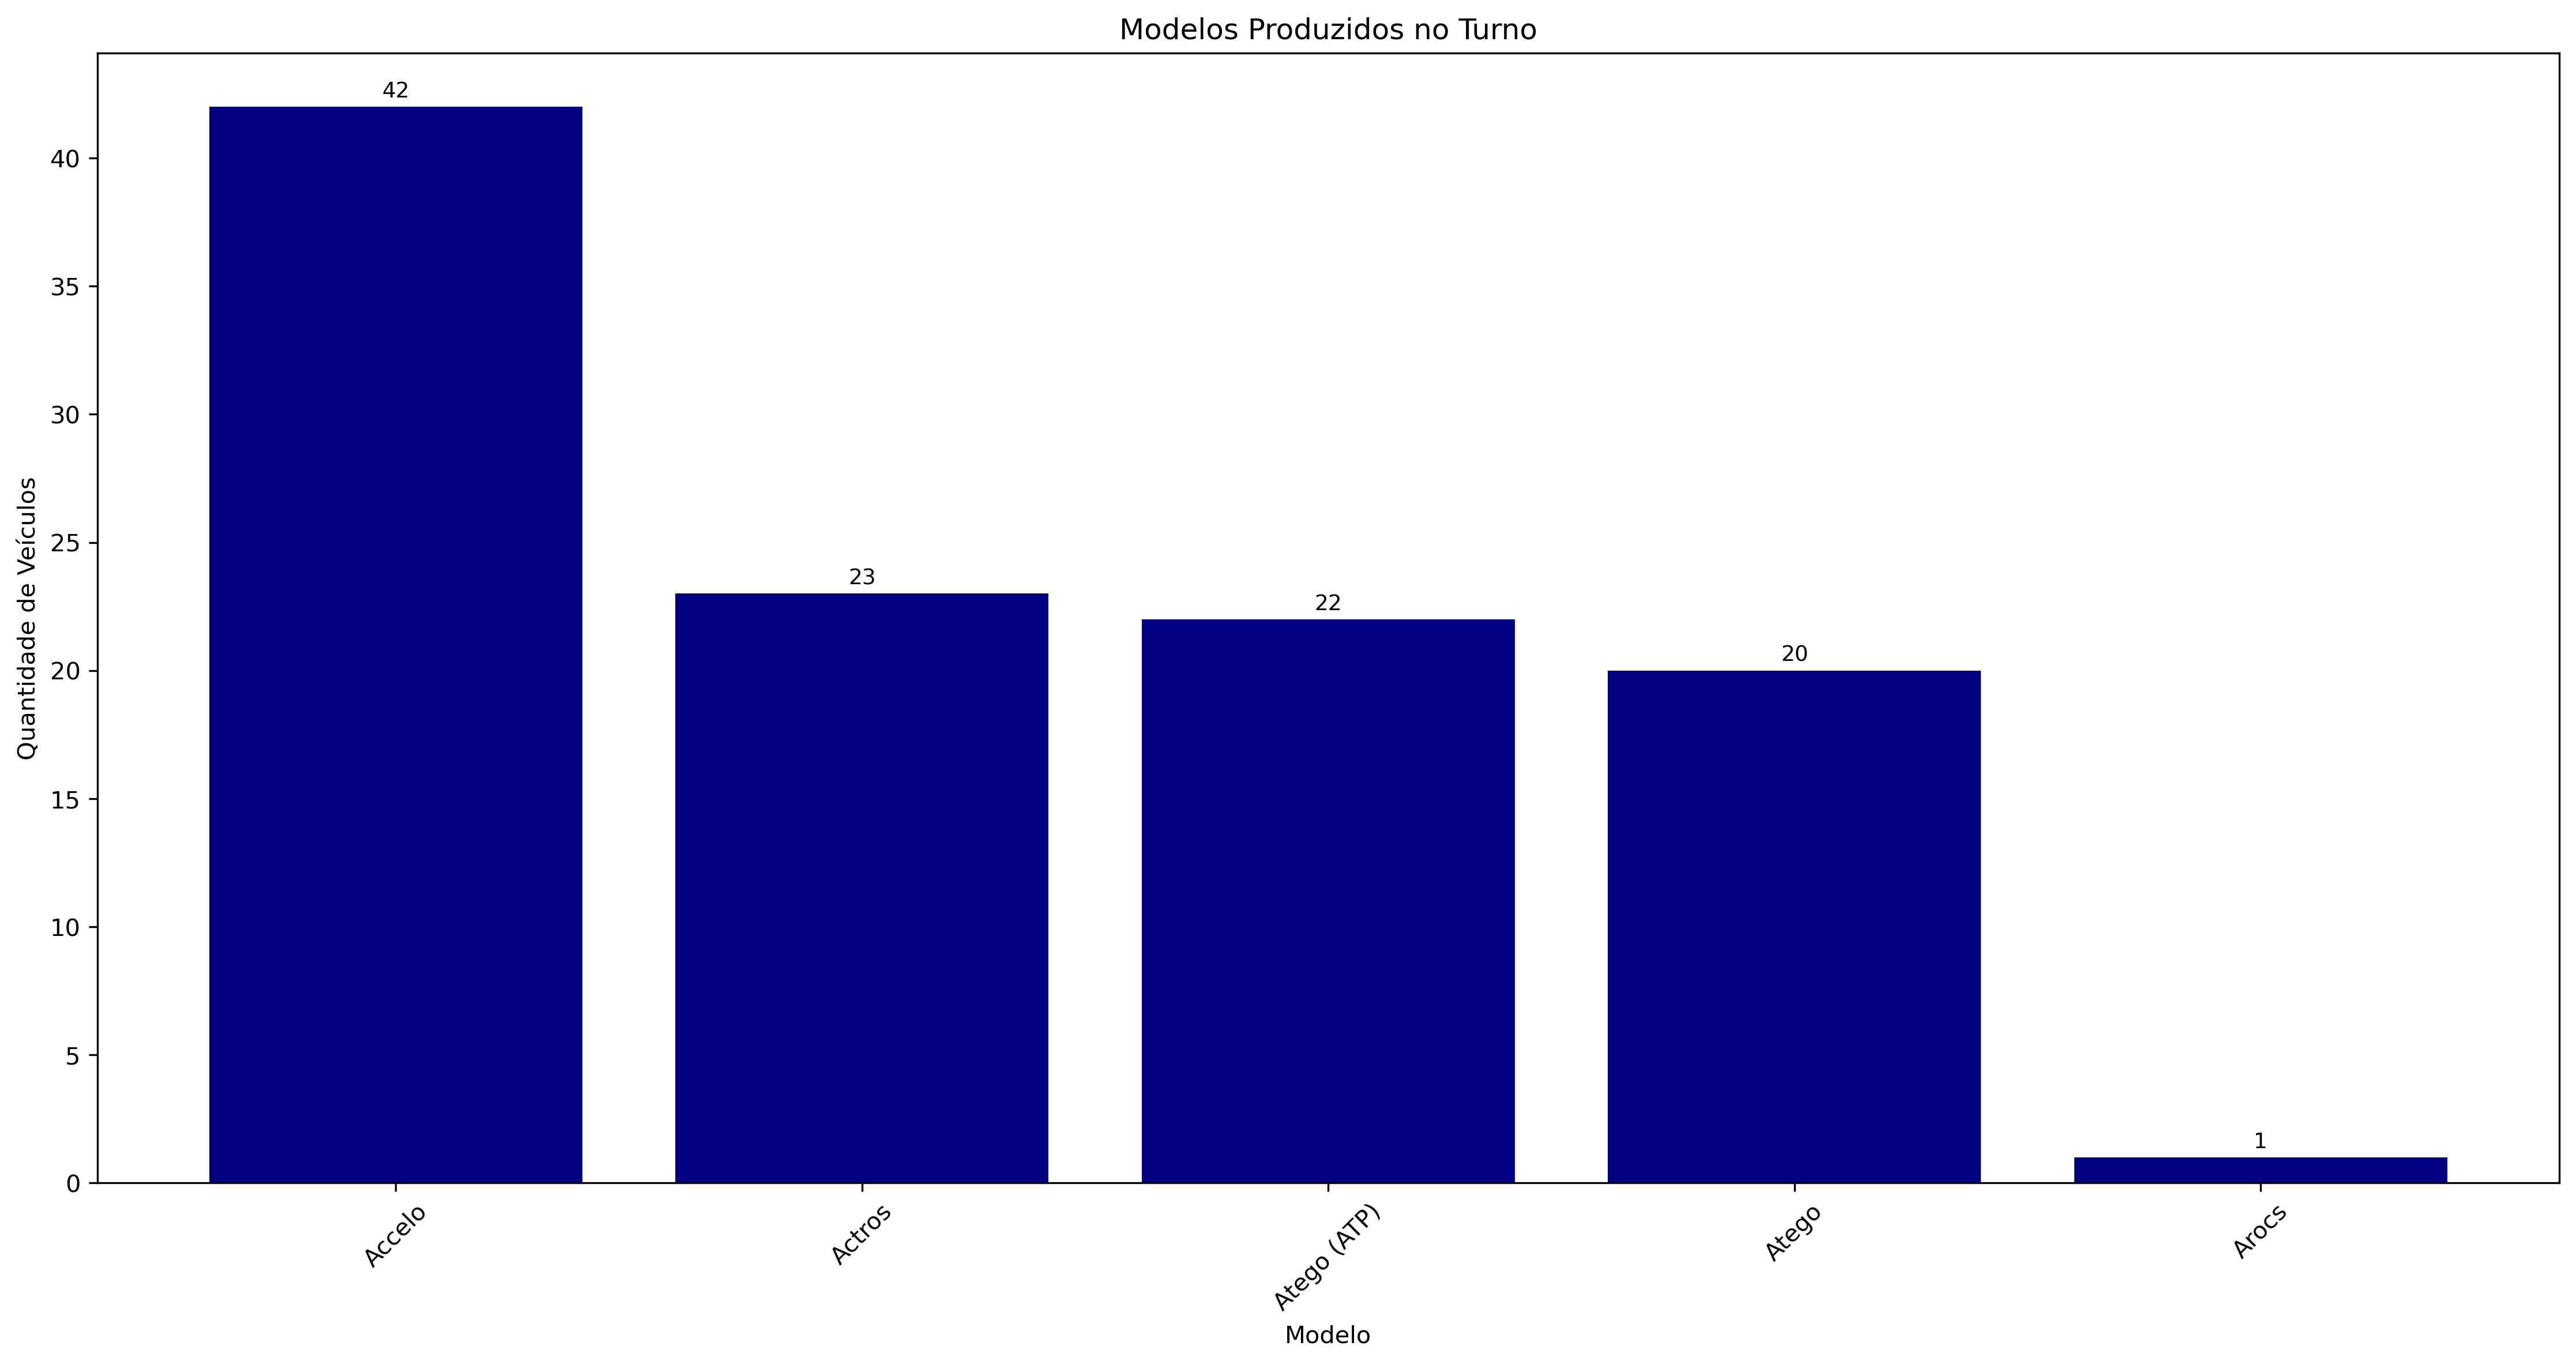 Modelos Produzidos no Turno
42
23
22
20
1
40
35
30
25
20
15
10
5
0
Quantidade de Veículos
Accelo
Actros
Atego (ATP)
Atego
Arocs
Modelo